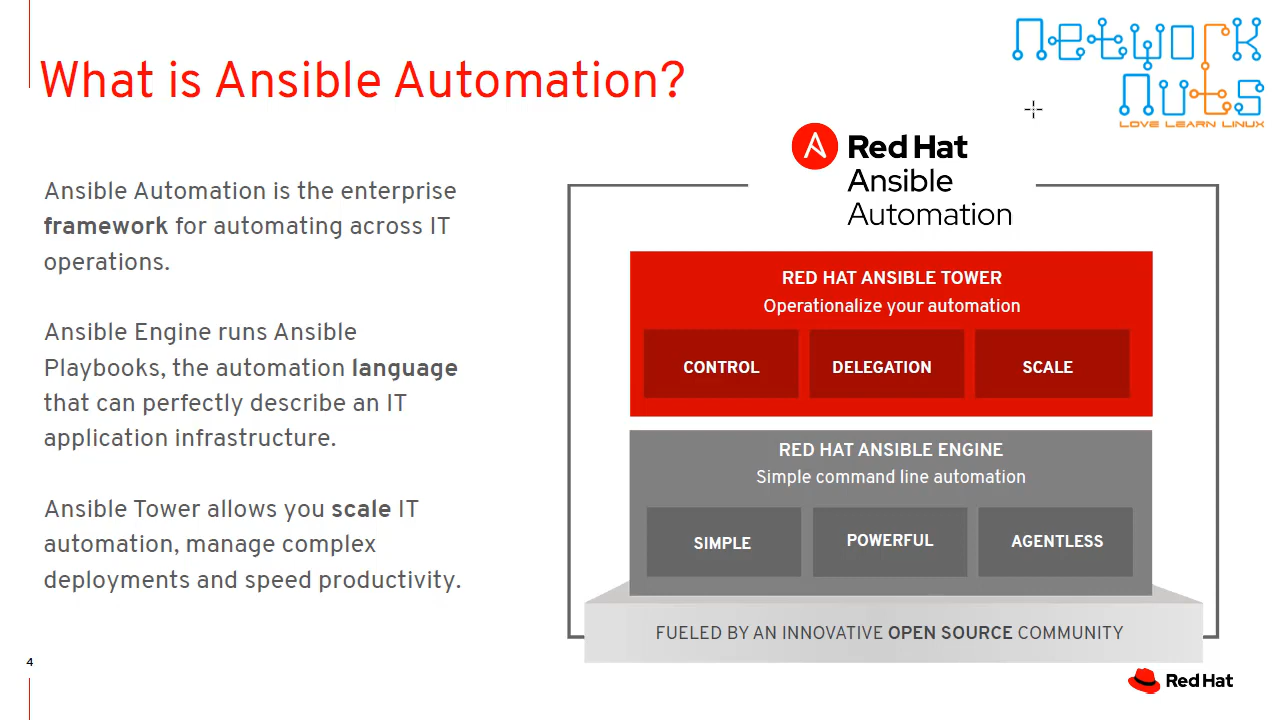 Network
Nuts
LOVE LEARN LINUX
What is Ansible Automation?
Red Hat
Ansible
Automation
Ansible Automation is the enterprise
framework for automating across IT
operations.
Ansible Engine runs Ansible
Playbooks, the automation language
that can perfectly describe an IT
application infrastructure.
Ansible Tower allows you scale IT
automation, manage complex
deployments and speed productivity.
RED HAT ANSIBLE TOWER
Operationalize your automation
CONTROL DELEGATION SCALE
RED HAT ANSIBLE ENGINE
Simple command line automation
SIMPLE POWERFUL AGENTLESS
FUELED BY AN INNOVATIVE OPEN SOURCE COMMUNITY
4
Red Hat